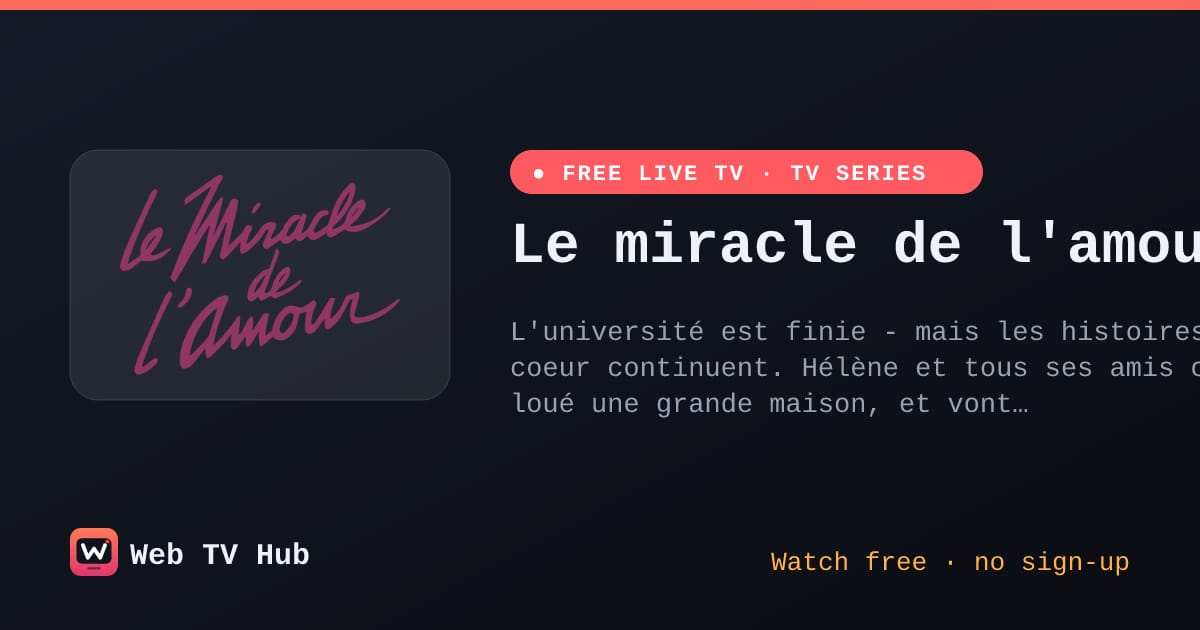 Le Miracle
de
l'Amour
● FREE LIVE TV · TV SERIES
Le miracle de l'amou
L'université est finie - mais les histoires
coeur continuent. Hélène et tous ses amis
loué une grande maison, et vont…
W
Web TV Hub
Watch free · no sign-up